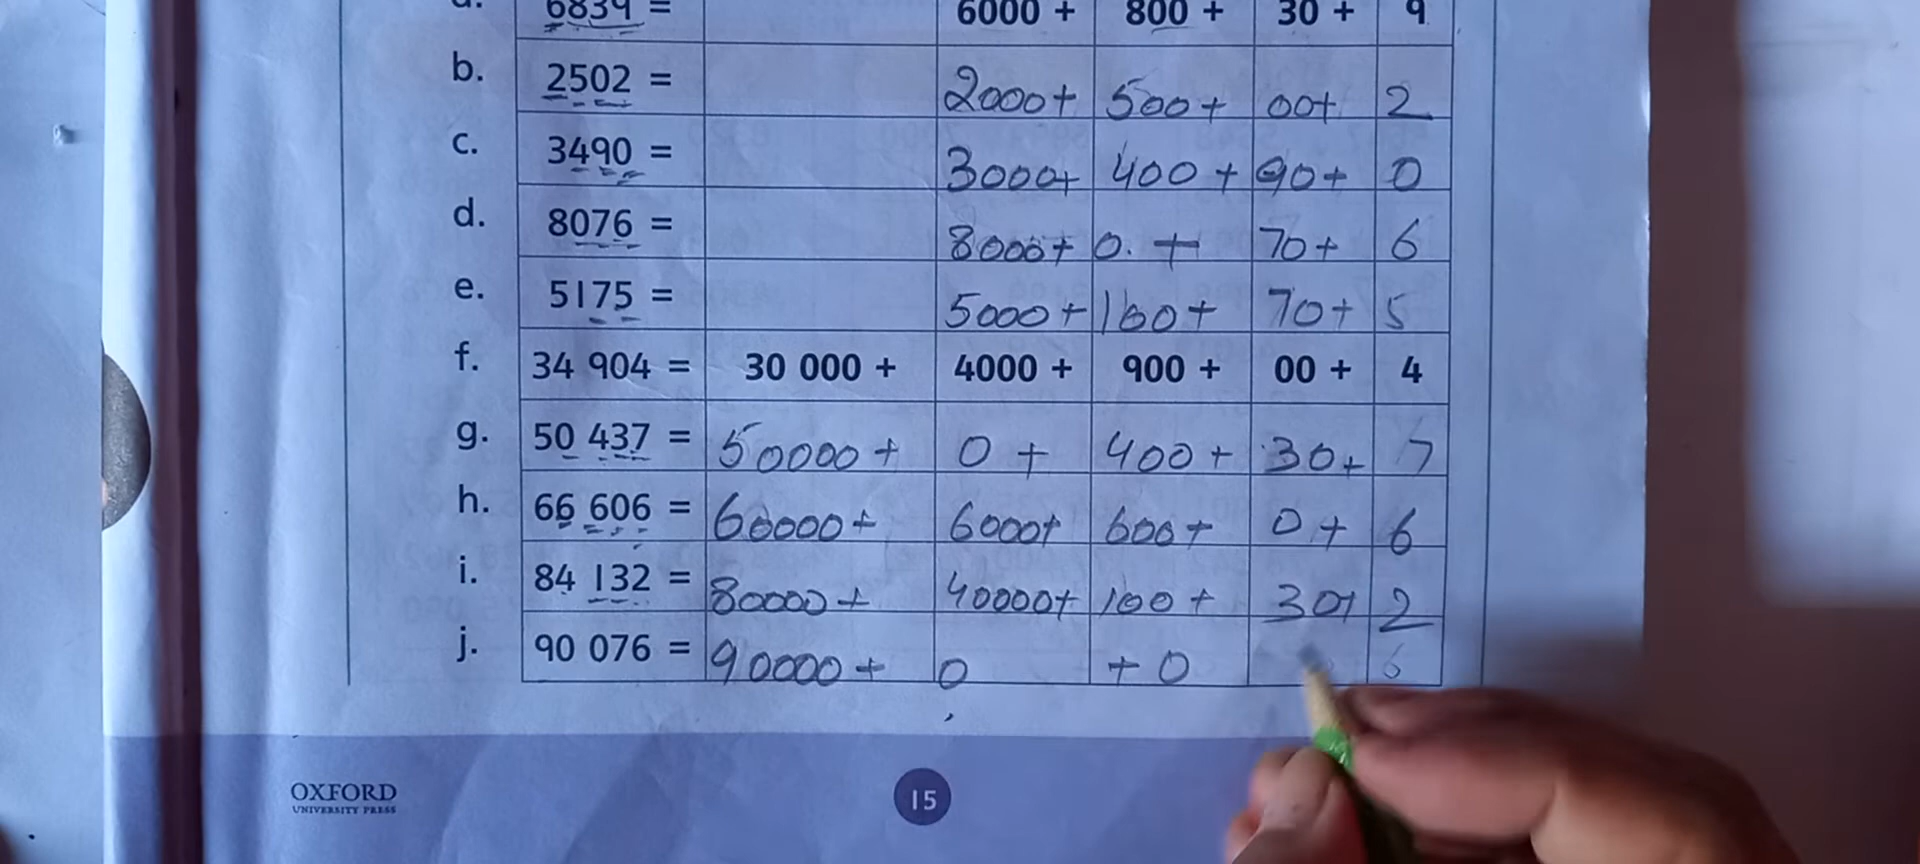 a. 6839 = 6000 + 800 + 30 + 9
b. 2502 = 2000+ 500+ 00+ 2
c. 3490 = 3000+ 400 + 90+ 0
d. 8076 = 8000+ 0. + 70+ 6
e. 5175 = 5000+ 100+ 70+ 5
f. 34 904 = 30 000 + 4000 + 900 + 00 + 4
g. 50 437 = 50000+ 0 + 400+ 30+ 7
h. 66 606 = 60000+ 6000+ 600+ 0 + 6
i. 84 132 = 80000+ 40000+ 100+ 30+ 2
j. 90 076 = 90000+ 0 + 0 6
OXFORD
UNIVERSITY PRESS
15